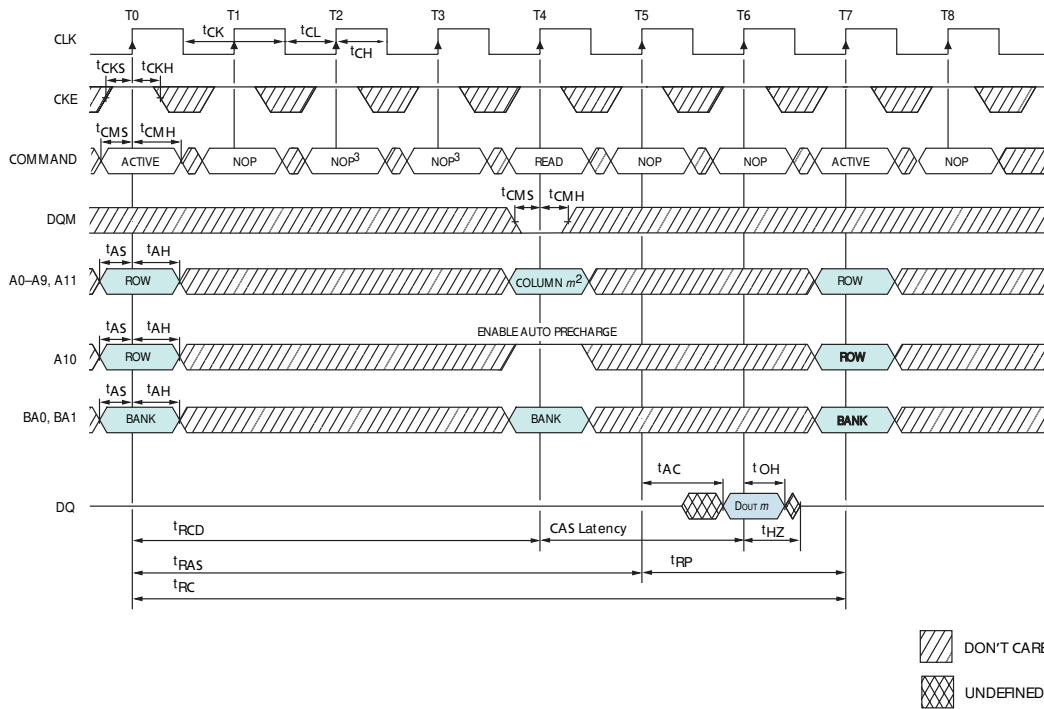 T0 T1 T2 T3 T4 T5 T6 T7 T8
CLK
tCK tCL tCH
tCKS tCKH
CKE
tCMS tCMH
COMMAND ACTIVE NOP NOP3 NOP3 READ NOP NOP ACTIVE NOP
tCMS tCMH
DQM
tAS tAH
A0–A9, A11 ROW COLUMN m2 ROW
ENABLE AUTO PRECHARGE
tAS tAH
A10 ROW ROW
tAS tAH
BA0, BA1 BANK BANK BANK
tAC tOH
DQ DOUT m
tRCD CAS Latency tHZ
tRAS tRP
tRC
DON'T CARE
UNDEFINED